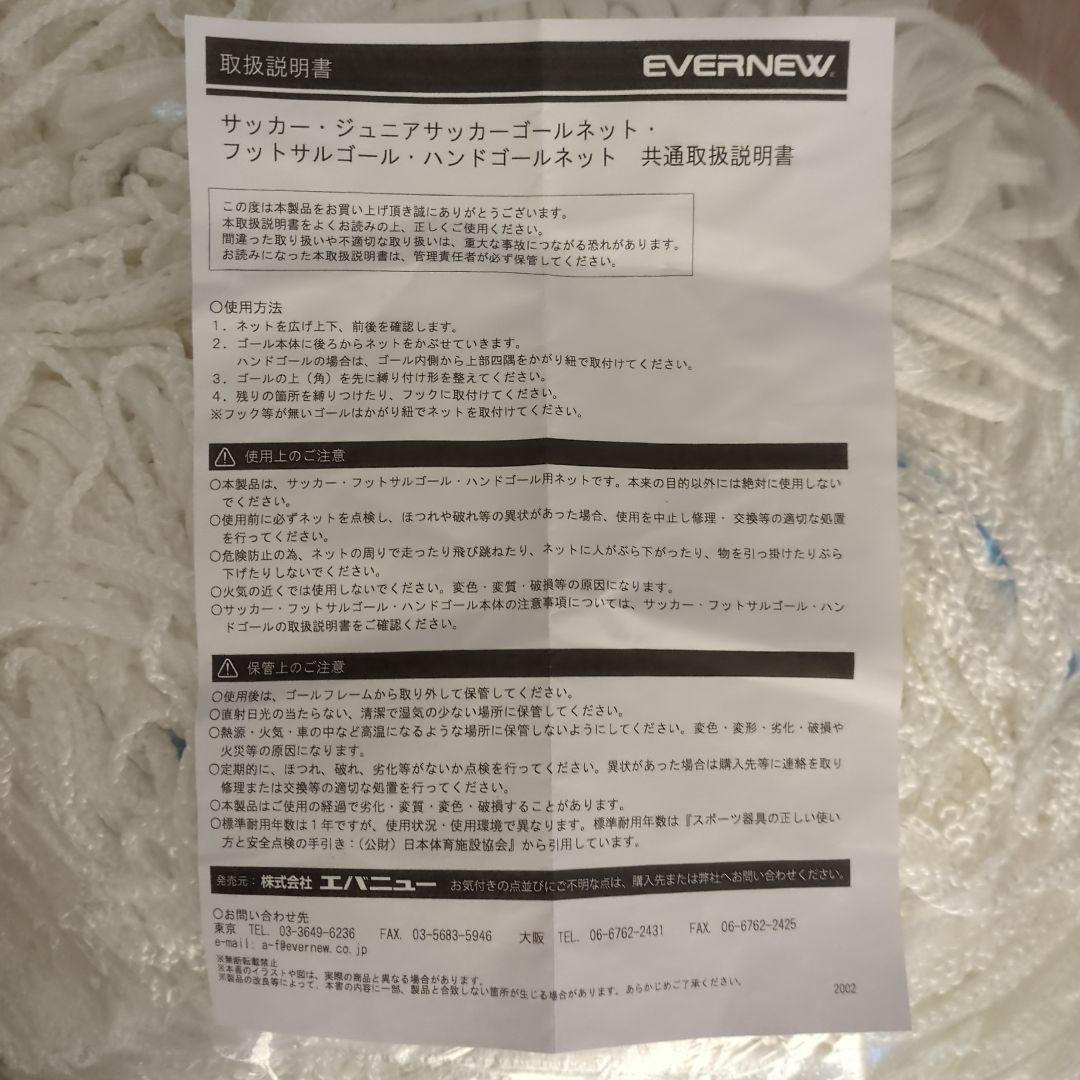 取扱説明書
EVERNEW
サッカー・ジュニアサッカーゴールネット・
フットサルゴール・ハンドゴールネット 共通取扱説明書
この度は本製品をお買い上げ頂き誠にありがとうございます。
本取扱説明書をよくお読みの上、正しくご使用ください。
間違った取り扱いや不適切な取り扱いは、重大な事故につながる恐れがあります。
お読みになった本取扱説明書は、管理責任者が必ず保管してください。
○使用方法
1．ネットを広げ上下、前後を確認します。
2．ゴール本体に後ろからネットをかぶせていきます。
ハンドゴールの場合は、ゴール内側から上部四隅をかがり紐で取付けてください。
3．ゴールの上（角）を先に縛り付け形を整えてください。
4．残りの箇所を縛りつけたり、フックに取付けてください。
※フック等が無いゴールはかがり紐でネットを取付けてください。
使用上のご注意
○本製品は、サッカー・フットサルゴール・ハンドゴール用ネットです。本来の目的以外には絶対に使用しない
でください。
○使用前に必ずネットを点検し、ほつれや破れ等の異状があった場合、使用を中止し修理・交換等の適切な処置
を行ってください。
○危険防止の為、ネットの周りで走ったり飛び跳ねたり、ネットに人がぶら下がったり、物を引っ掛けたりぶら
下げたりしないでください。
○火気の近くでは使用しないでください。変色・変質・破損等の原因になります。
○サッカー・フットサルゴール・ハンドゴール本体の注意事項については、サッカー・フットサルゴール・ハン
ドゴールの取扱説明書をご確認ください。
保管上のご注意
○使用後は、ゴールフレームから取り外して保管してください。
○直射日光の当たらない、清潔で湿気の少ない場所に保管してください。
○熱源・火気・車の中など高温になるような場所に保管しないようにしてください。変色・変形・劣化・破損や
火災等の原因になります。
○定期的に、ほつれ、破れ、劣化等がないか点検を行ってください。異状があった場合は購入先等に連絡を取り
修理または交換等の適切な処置を行ってください。
○本製品はご使用の経過で劣化・変質・変色・破損することがあります。
○標準耐用年数は1年ですが、使用状況・使用環境で異なります。標準耐用年数は『スポーツ器具の正しい使い
方と安全点検の手引き：（公財）日本体育施設協会』から引用しています。
発売元：株式会社 エバニュー お気付きの点並びにご不明な点は、購入先または弊社へお問い合わせください。
○お問い合わせ先
東京 TEL. 03-3649-6236 FAX. 03-5683-5946 大阪 TEL. 06-6762-2431 FAX. 06-6762-2425
e-mail: a-f@evernew.co.jp
※無断転載禁止
※本書のイラストや図は、実際の商品と異なる場合があります。
※製品の改良等によって、本書の内容に一部、製品と合致しない箇所が生じる場合があります。あらかじめご了承ください。
2002